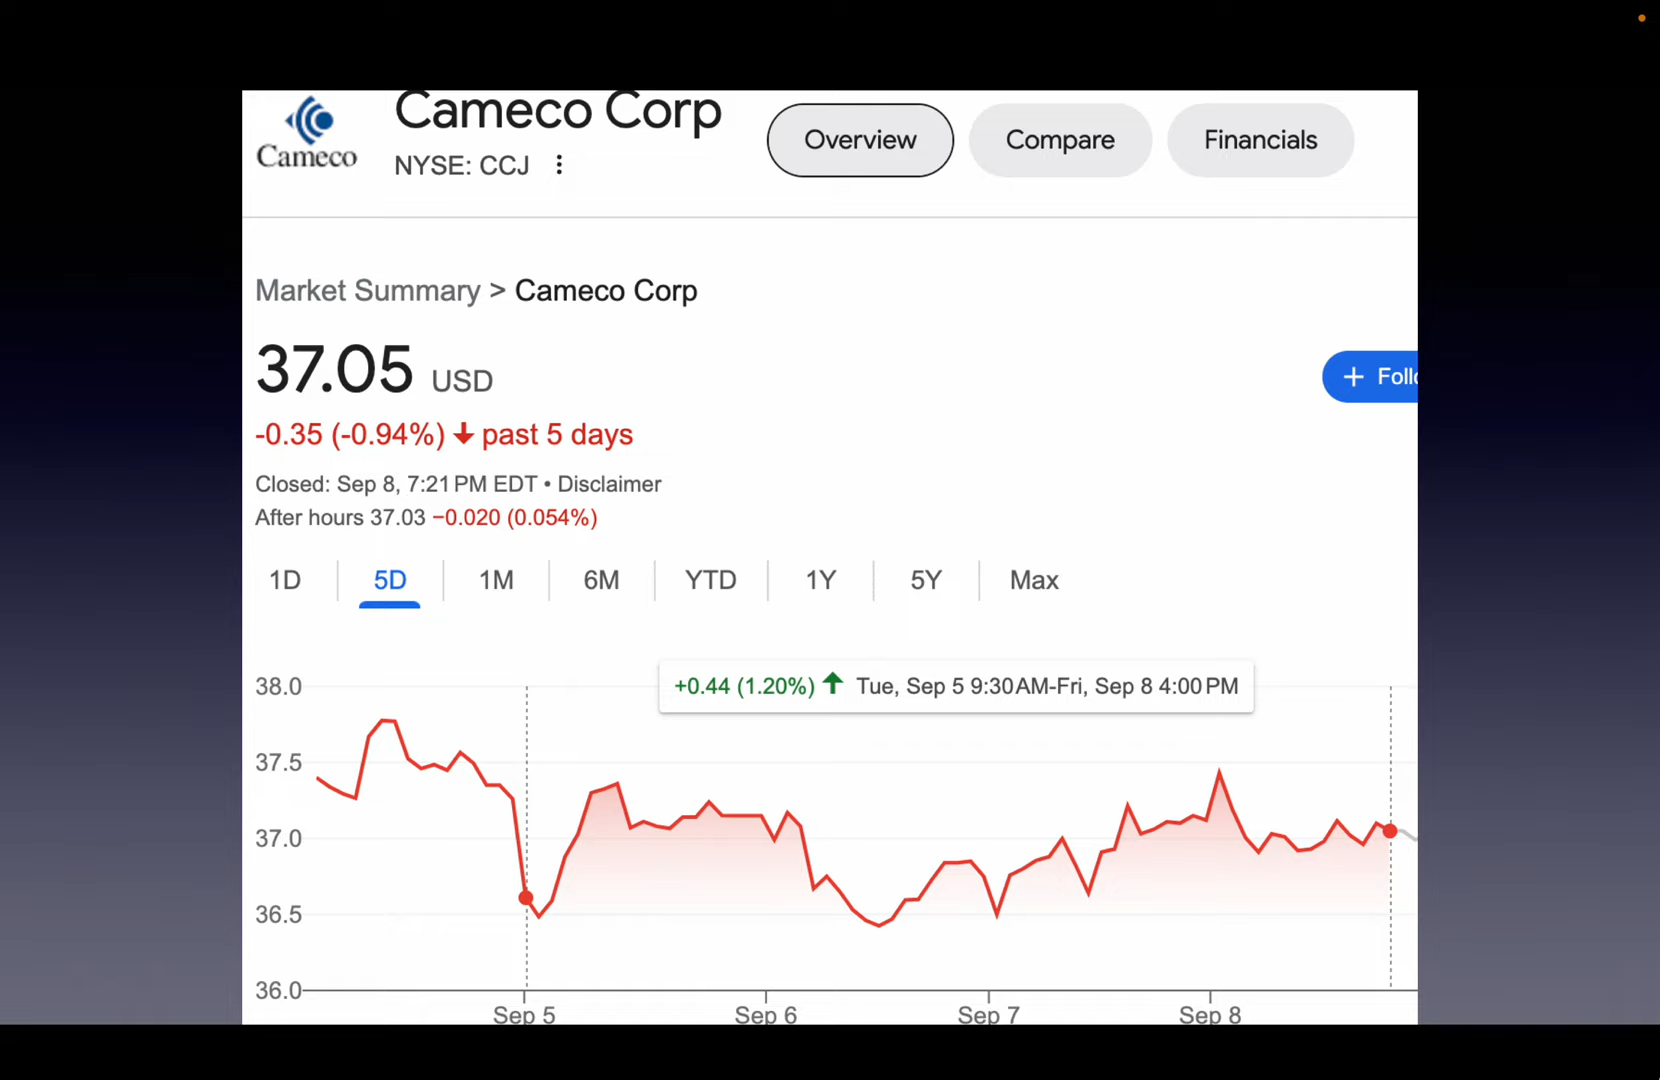 Cameco
Cameco Corp
NYSE: CCJ
Overview
Compare
Financials
Market Summary > Cameco Corp
37.05 USD
+
-0.35 (-0.94%) ↓ past 5 days
Closed: Sep 8, 7:21 PM EDT • Disclaimer
After hours 37.03 −0.020 (0.054%)
1D
5D
1M
6M
YTD
1Y
5Y
Max
+0.44 (1.20%) ↑ Tue, Sep 5 9:30 AM-Fri, Sep 8 4:00 PM
38.0
37.5
37.0
36.5
36.0
Sep 5
Sep 6
Sep 7
Sep 8